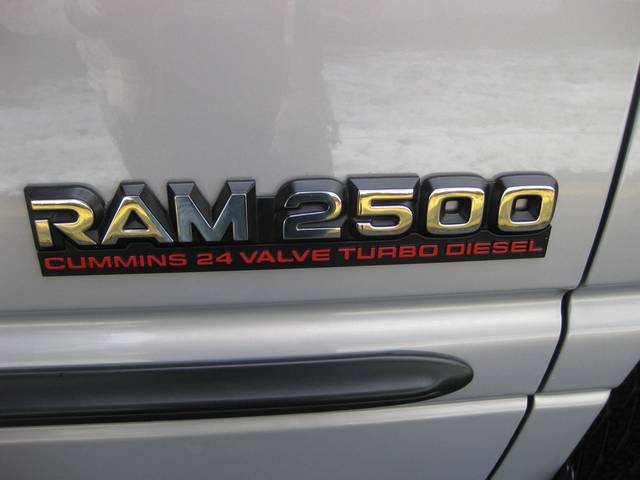 RAM 2500
CUMMINS 24 VALVE TURBO DIESEL